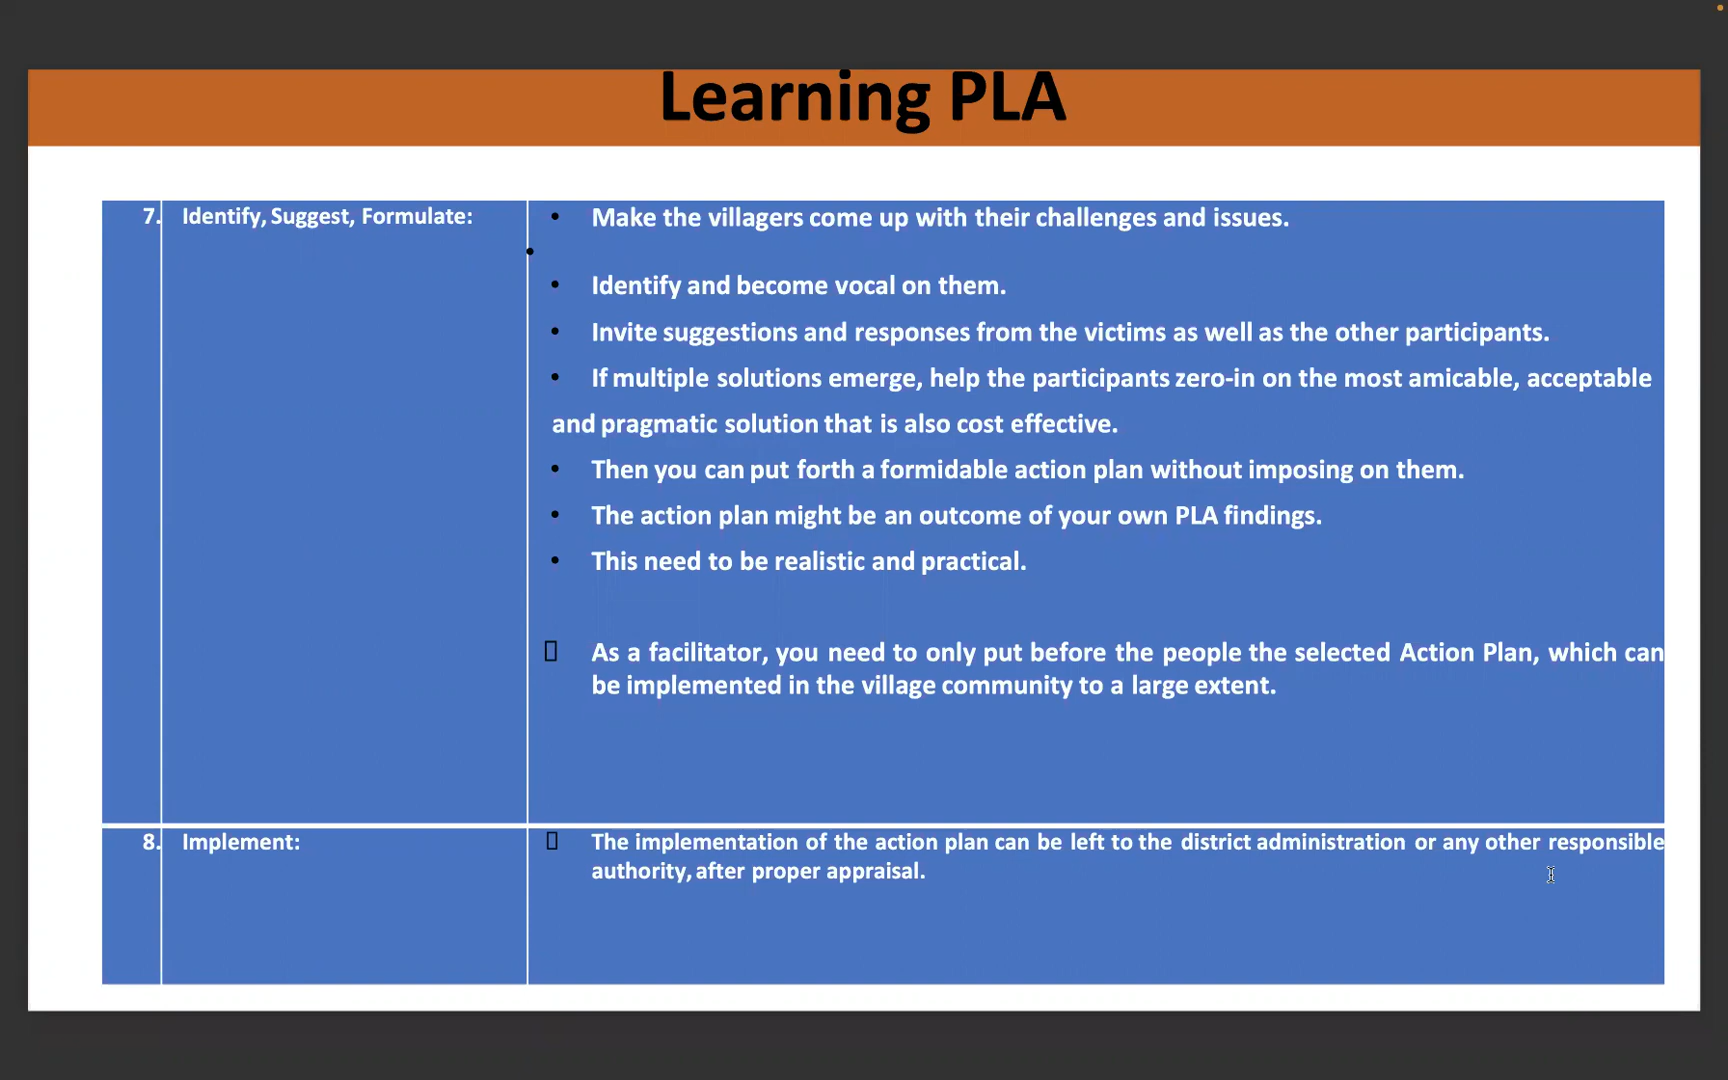 Learning PLA
7. Identify, Suggest, Formulate:
• Make the villagers come up with their challenges and issues.
•
• Identify and become vocal on them.
• Invite suggestions and responses from the victims as well as the other participants.
• If multiple solutions emerge, help the participants zero-in on the most amicable, acceptable
and pragmatic solution that is also cost effective.
• Then you can put forth a formidable action plan without imposing on them.
• The action plan might be an outcome of your own PLA findings.
• This need to be realistic and practical.
As a facilitator, you need to only put before the people the selected Action Plan, which can
be implemented in the village community to a large extent.
8. Implement:
The implementation of the action plan can be left to the district administration or any other responsible
authority, after proper appraisal.